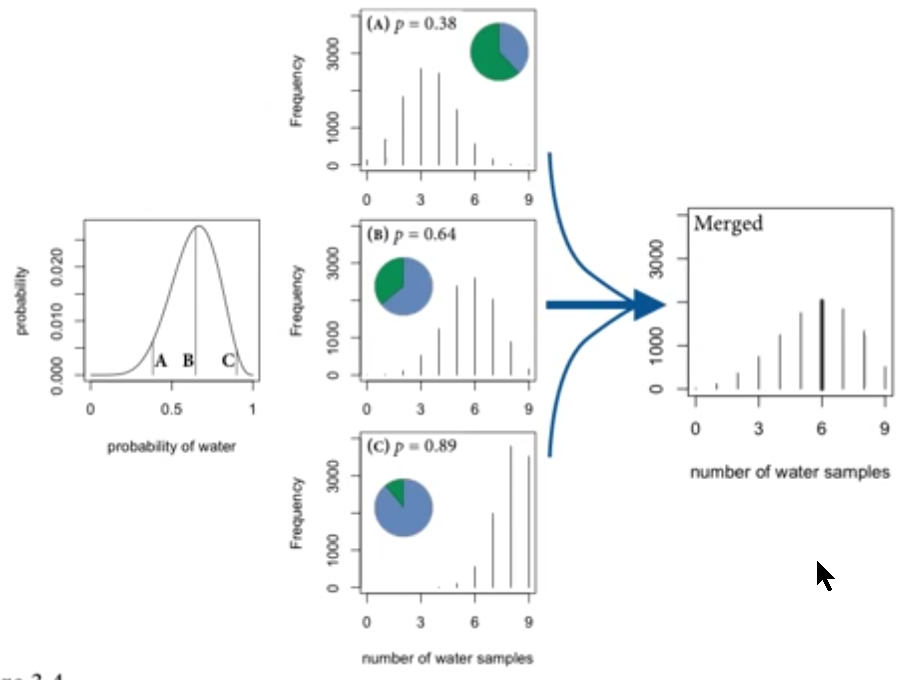 (A) p = 0.38
Frequency
0 1000 3000
0 3 6 9
probability
0.000 0.010 0.020
A B C
0 0.5 1
probability of water
(B) p = 0.64
Frequency
0 1000 3000
0 3 6 9
(C) p = 0.89
Frequency
0 1000 3000
0 3 6 9
number of water samples
Merged
0 1000 3000
0 3 6 9
number of water samples